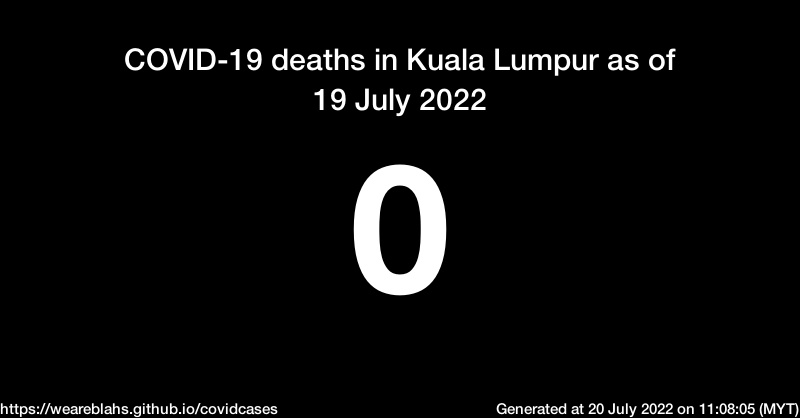 COVID-19 deaths in Kuala Lumpur as of
19 July 2022
0
https://weareblahs.github.io/covidcases
Generated at 20 July 2022 on 11:08:05 (MYT)